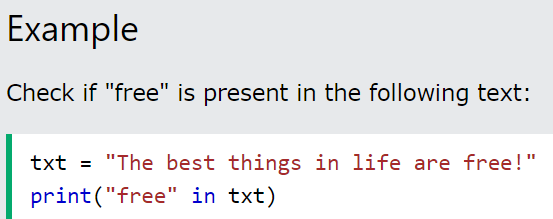 Example
Check if "free" is present in the following text:
txt = "The best things in life are free!"
print("free" in txt)